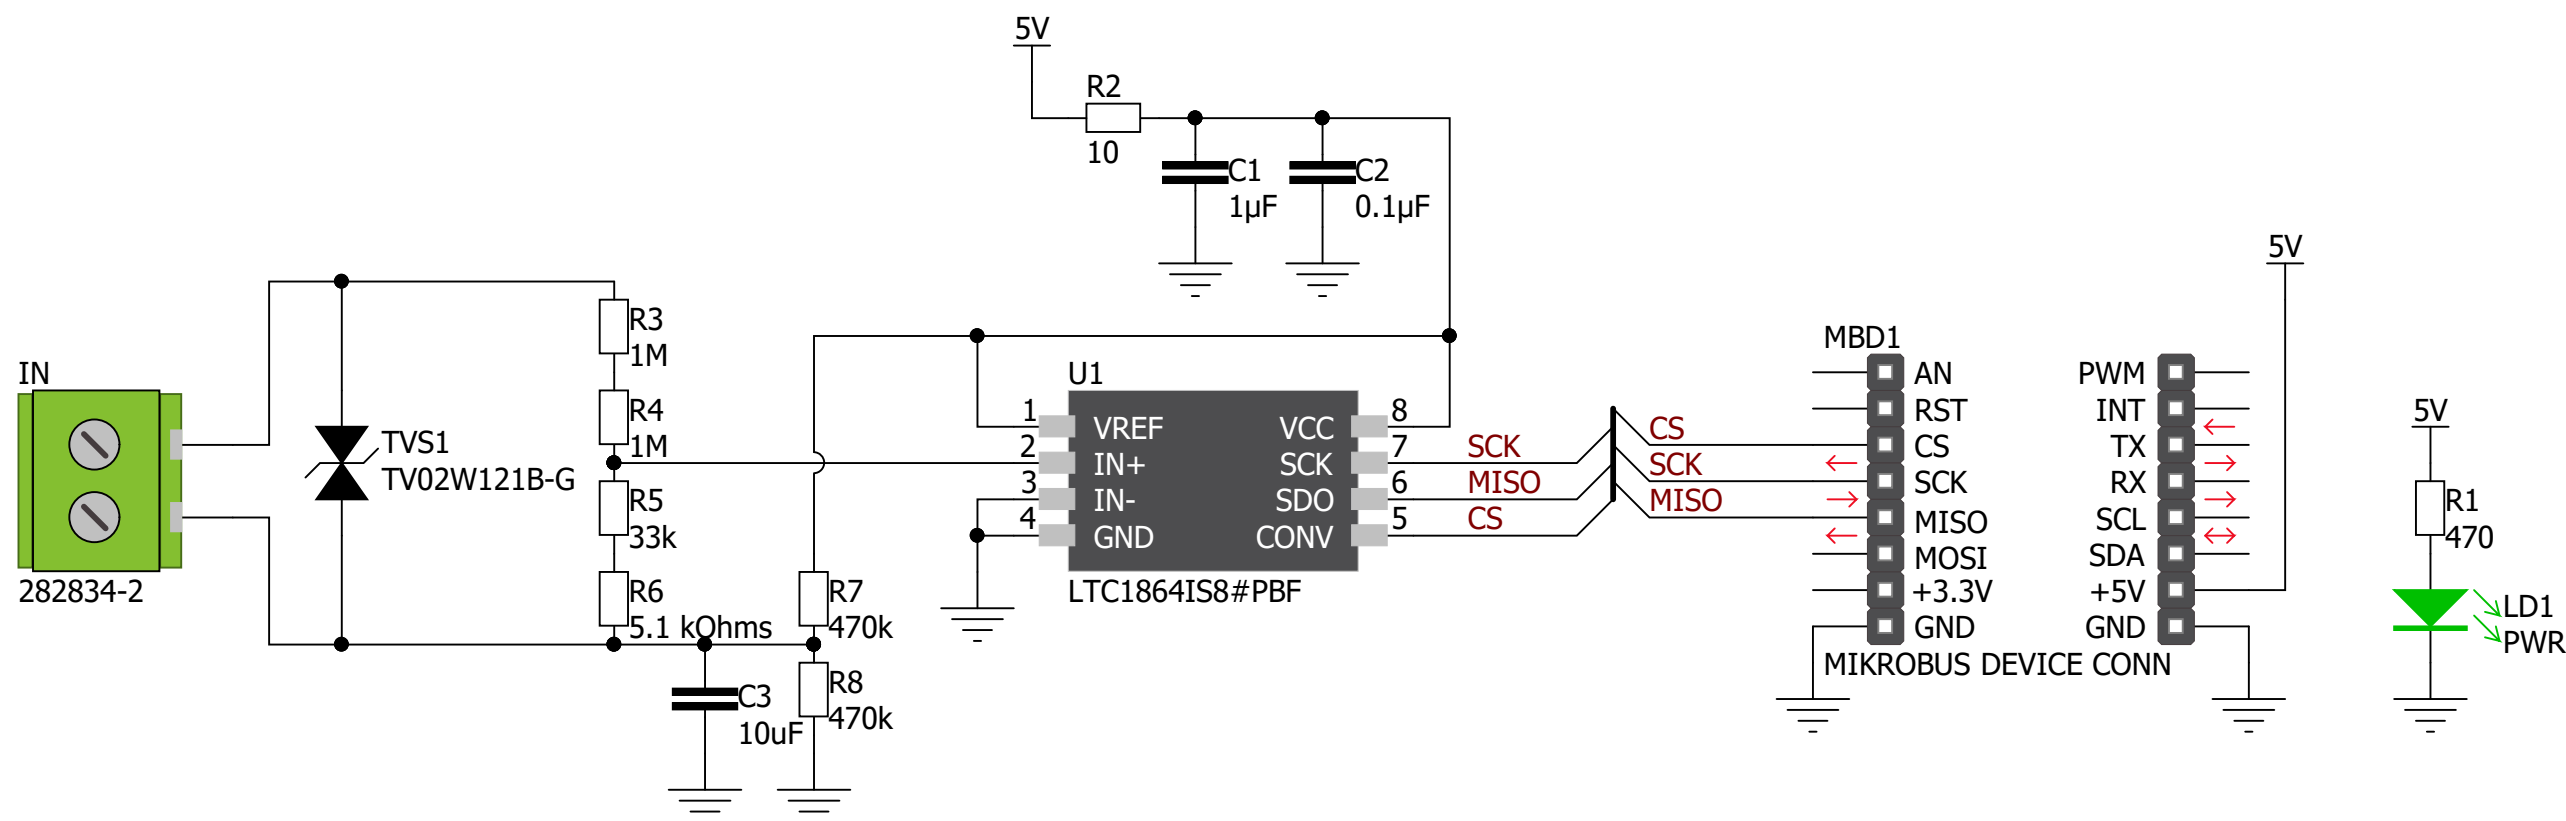 5V
R2
10
C1
1µF
C2
0.1µF
IN
282834-2
TVS1
TV02W121B-G
R3
1M
R4
1M
R5
33k
R6
5.1 kOhms
C3
10uF
R7
470k
R8
470k
U1
1 VREF VCC 8
2 IN+ SCK 7 SCK
3 IN- SDO 6 MISO
4 GND CONV 5 CS
LTC1864IS8#PBF
CS
SCK
MISO
5V
MBD1
AN PWM
RST INT
CS TX
SCK RX
MISO SCL
MOSI SDA
+3.3V +5V
GND GND
MIKROBUS DEVICE CONN
5V
R1
470
LD1
PWR